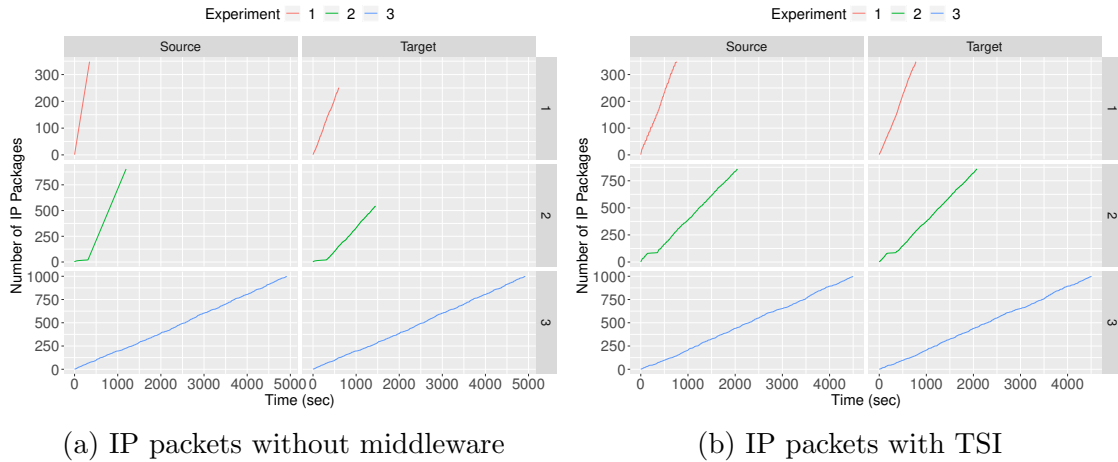 Experiment 1 2 3
Source Target
Number of IP Packages
300
200
100
0
1
750
500
250
0
2
1000
750
500
250
0
3
0 1000 2000 3000 4000 5000 0 1000 2000 3000 4000 5000
Time (sec)
(a) IP packets without middleware
Experiment 1 2 3
Source Target
Number of IP Packages
300
200
100
0
1
750
500
250
0
2
1000
750
500
250
0
3
0 1000 2000 3000 4000 0 1000 2000 3000 4000
Time (sec)
(b) IP packets with TSI